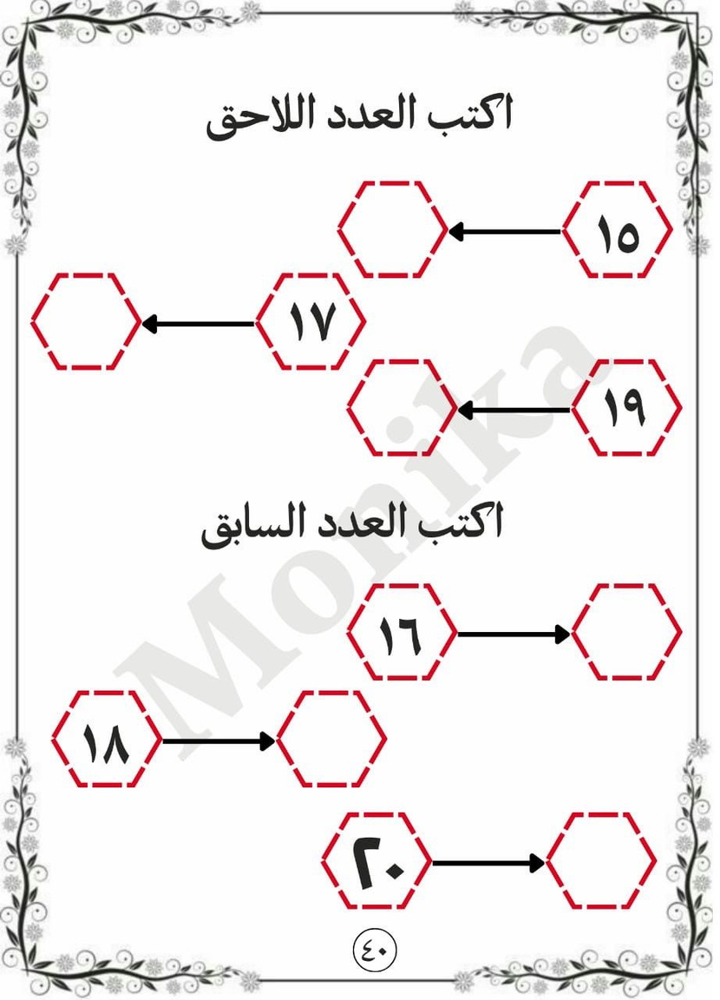 اكتب العدد اللاحق
١٥
١٧
١٩
اكتب العدد السابق
١٦
١٨
٢٠
٤٠
Monika